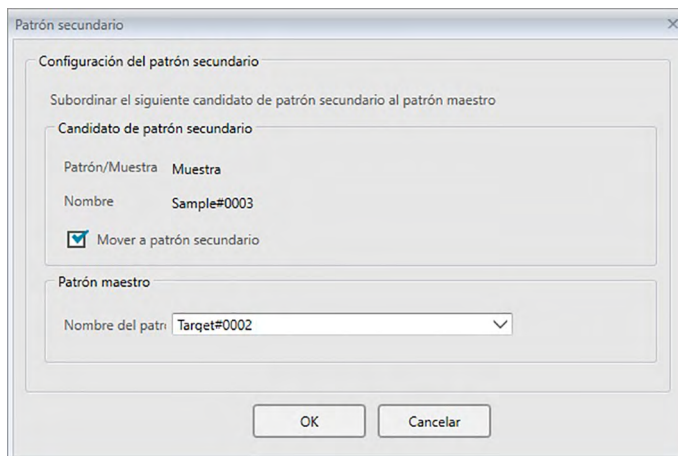 Patrón secundario
Configuración del patrón secundario
Subordinar el siguiente candidato de patrón secundario al patrón maestro
Candidato de patrón secundario
Patrón/Muestra Muestra
Nombre Sample#0003
Mover a patrón secundario
Patrón maestro
Nombre del patr Target#0002
OK Cancelar